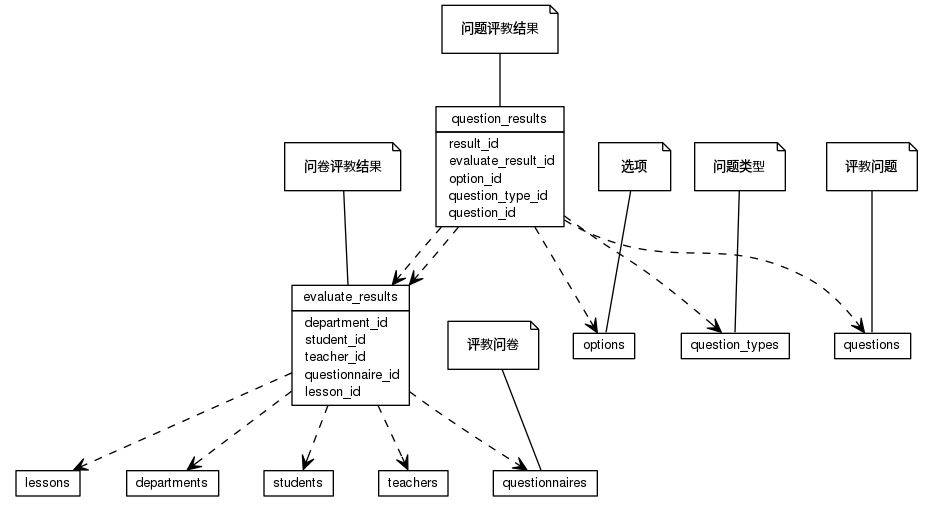 问题评教结果
question_results
result_id
evaluate_result_id
option_id
question_type_id
question_id
问卷评教结果
选项
问题类型
评教问题
evaluate_results
department_id
student_id
teacher_id
questionnaire_id
lesson_id
评教问卷
options
question_types
questions
lessons
departments
students
teachers
questionnaires